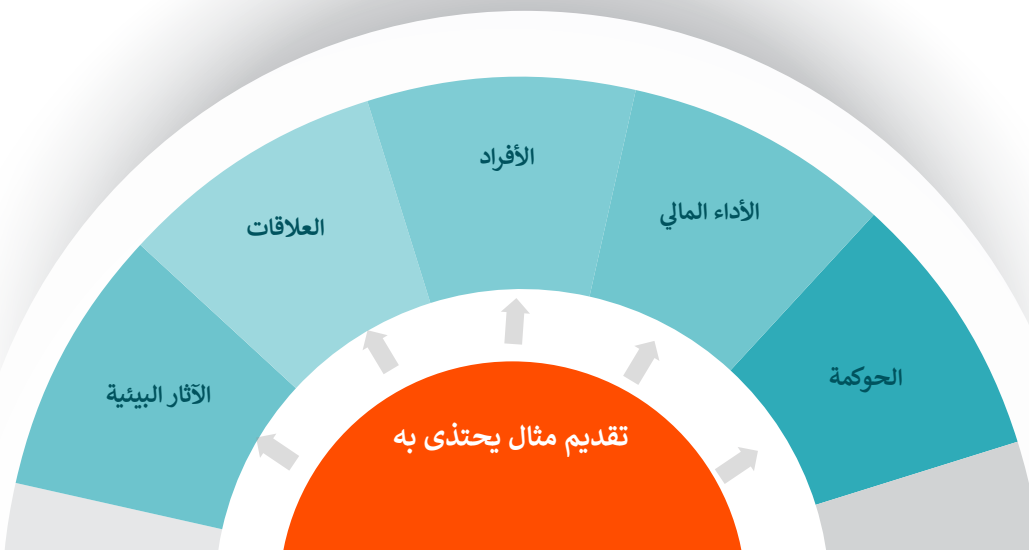 الأفراد
الأداء المالي
العلاقات
الحوكمة
الآثار البيئية
تقديم مثال يحتذى به